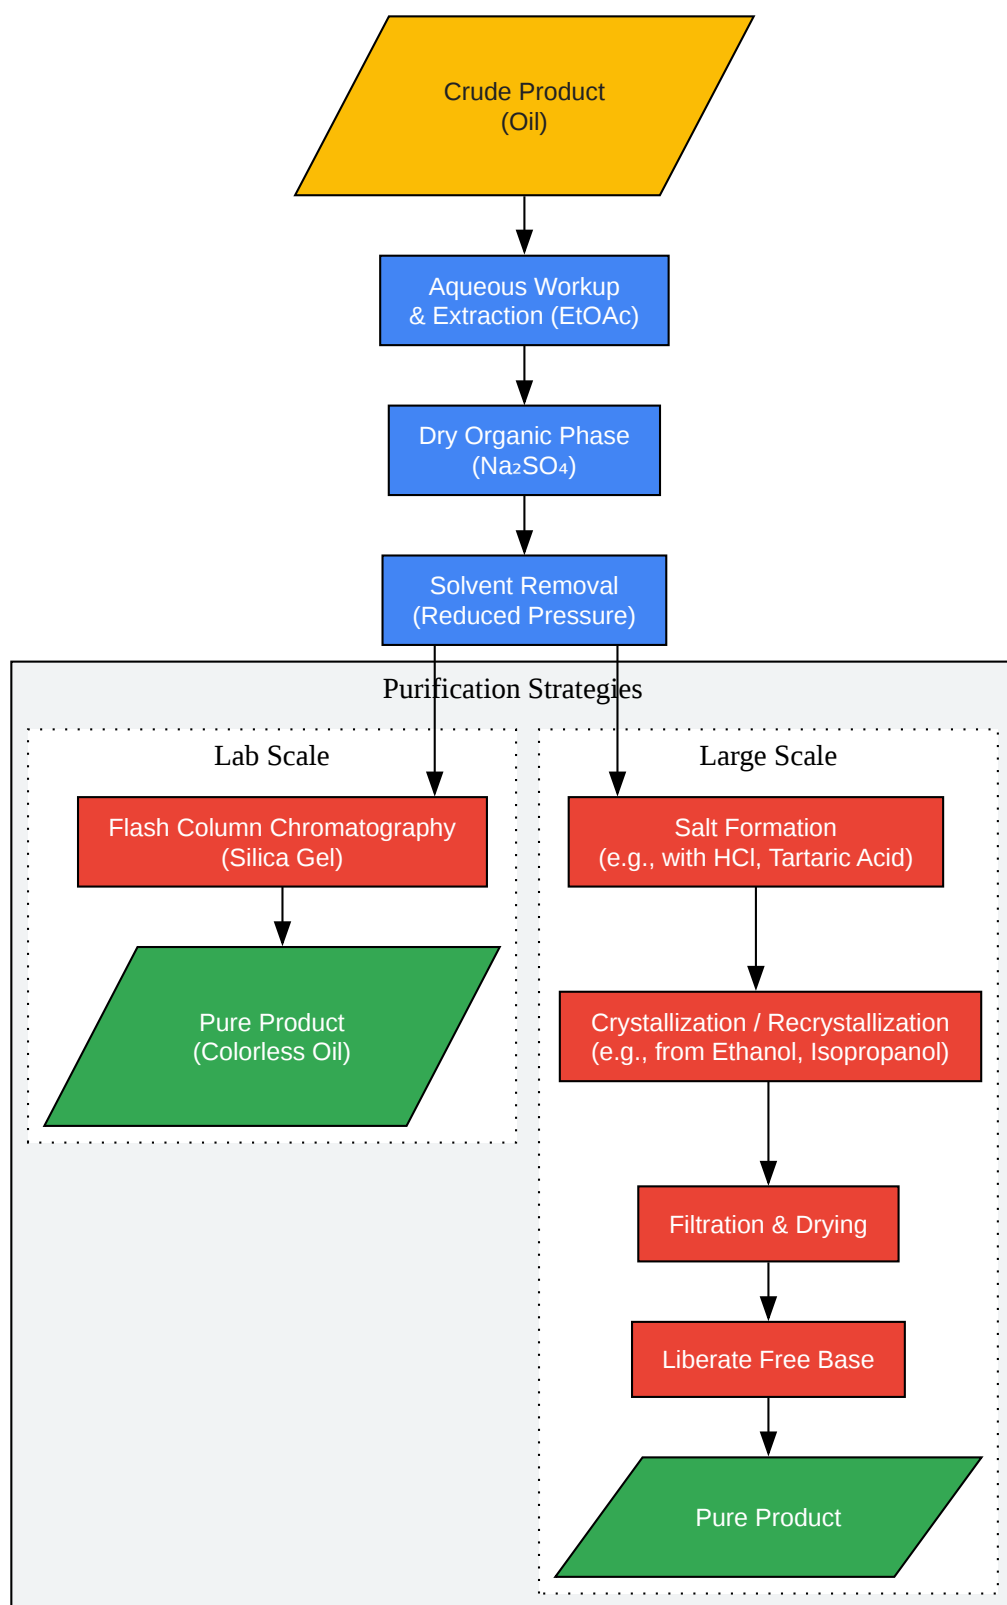 Crude Product
(Oil)
Aqueous Workup
& Extraction (EtOAc)
Dry Organic Phase
(Na₂SO₄)
Solvent Removal
(Reduced Pressure)
Purification Strategies
Lab Scale
Flash Column Chromatography
(Silica Gel)
Pure Product
(Colorless Oil)
Large Scale
Salt Formation
(e.g., with HCl, Tartaric Acid)
Crystallization / Recrystallization
(e.g., from Ethanol, Isopropanol)
Filtration & Drying
Liberate Free Base
Pure Product